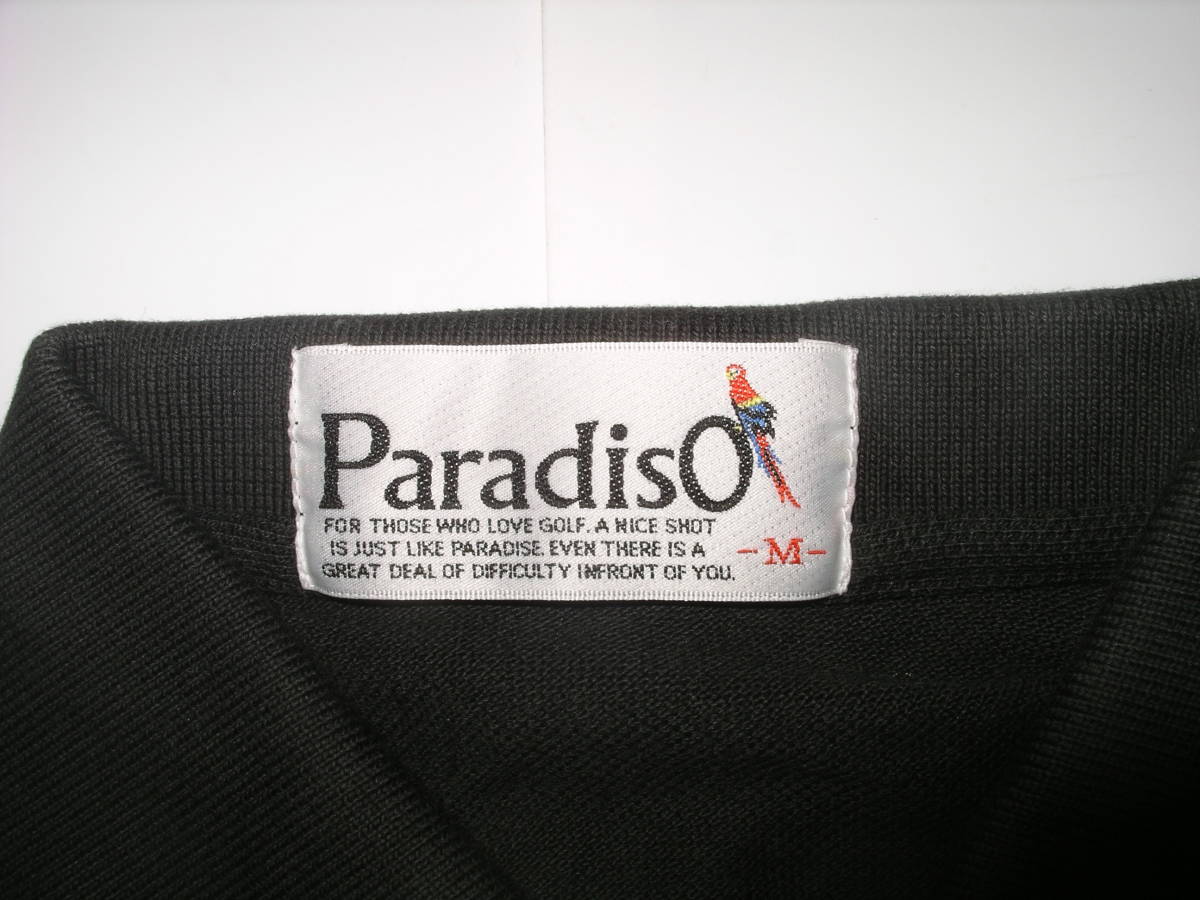 ParadisO
FOR THOSE WHO LOVE GOLF. A NICE SHOT
IS JUST LIKE PARADISE. EVEN THERE IS A
GREAT DEAL OF DIFFICULTY INFRONT OF YOU.
-M-